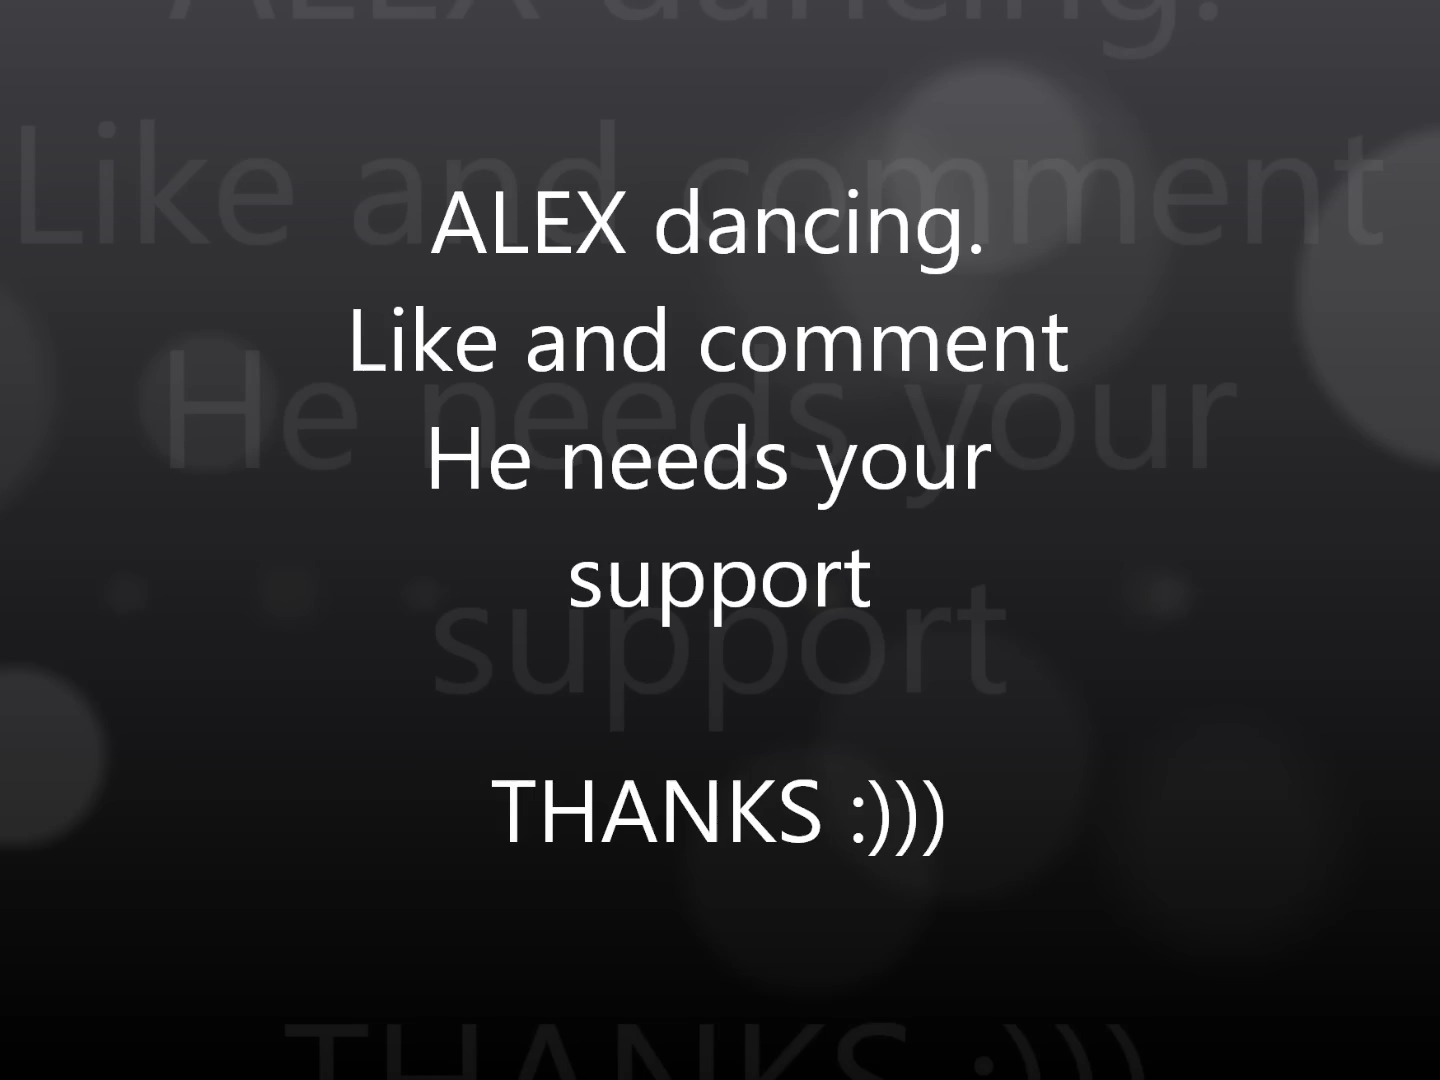 ALEX dancing.
Like and comment
He needs your
support
THANKS :)))